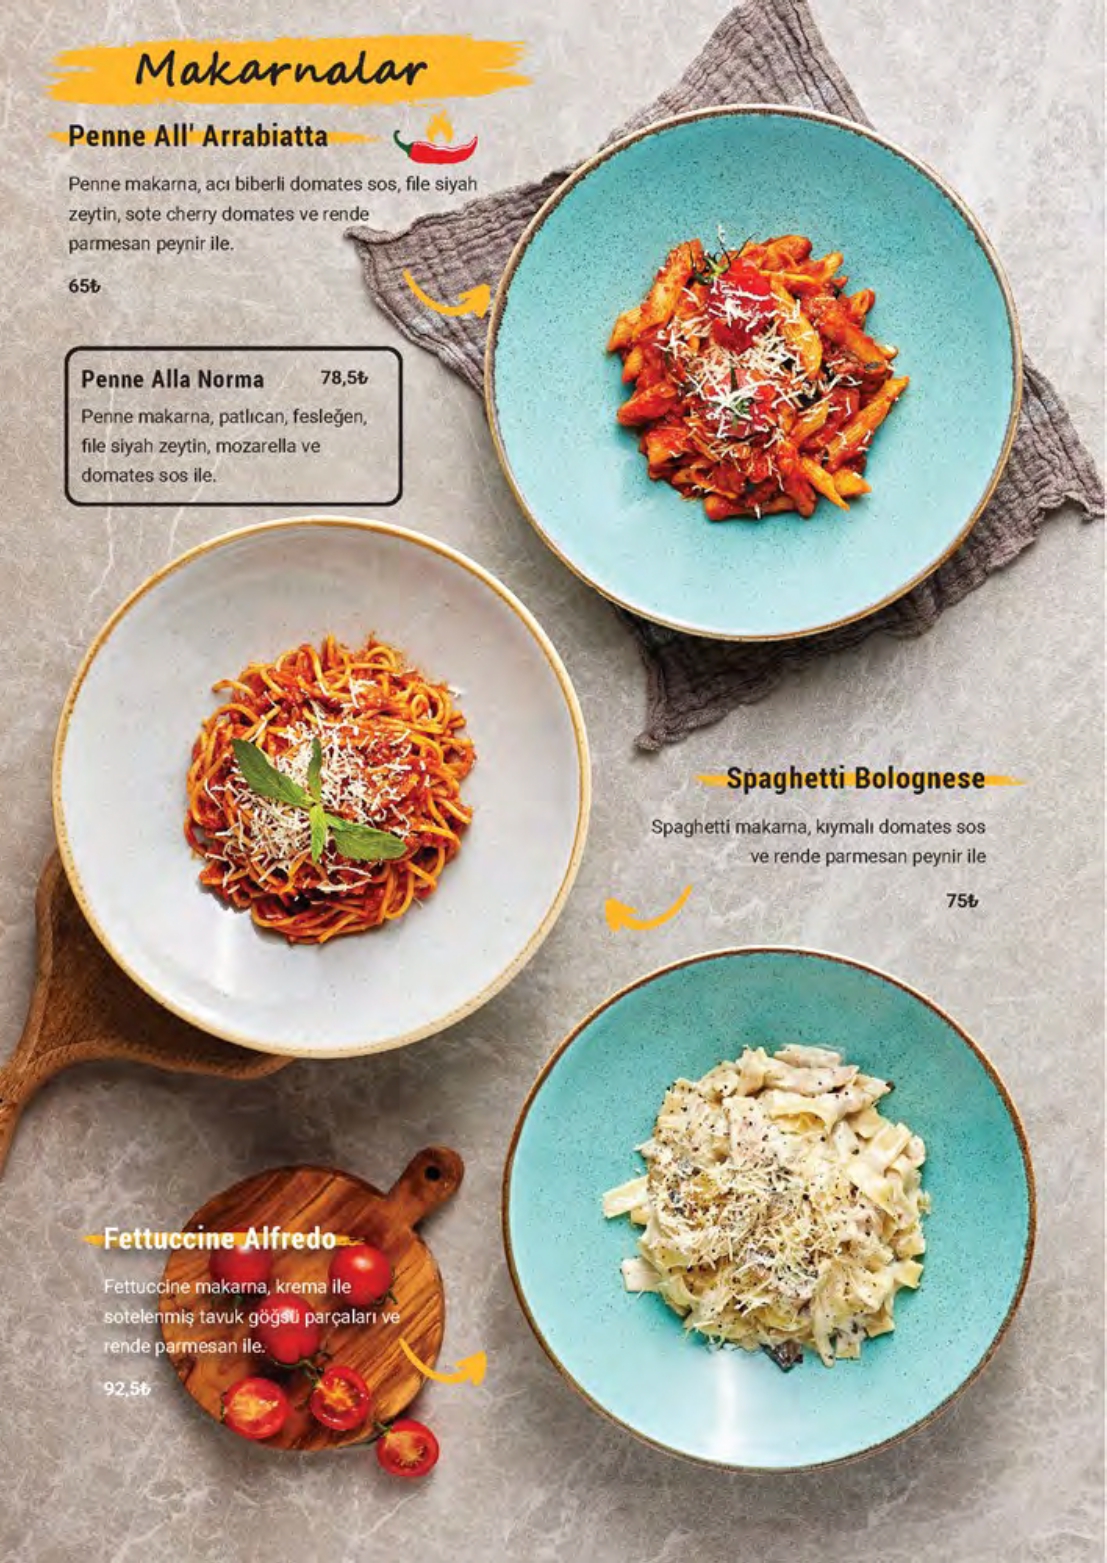 Makarnalar
Penne All' Arrabiatta
Penne makarna, acı biberli domates sos, file siyah
zeytin, sote cherry domates ve rende
parmesan peynir ile.
65₺
Penne Alla Norma 78,5₺
Penne makarna, patlıcan, fesleğen,
file siyah zeytin, mozarella ve
domates sos ile.
Spaghetti Bolognese
Spaghetti makarna, kıymalı domates sos
ve rende parmesan peynir ile
75₺
Fettuccine Alfredo
Fettuccine makarna, krema ile
sotelenmiş tavuk göğsü parçaları ve
rende parmesan ile.
92,5₺